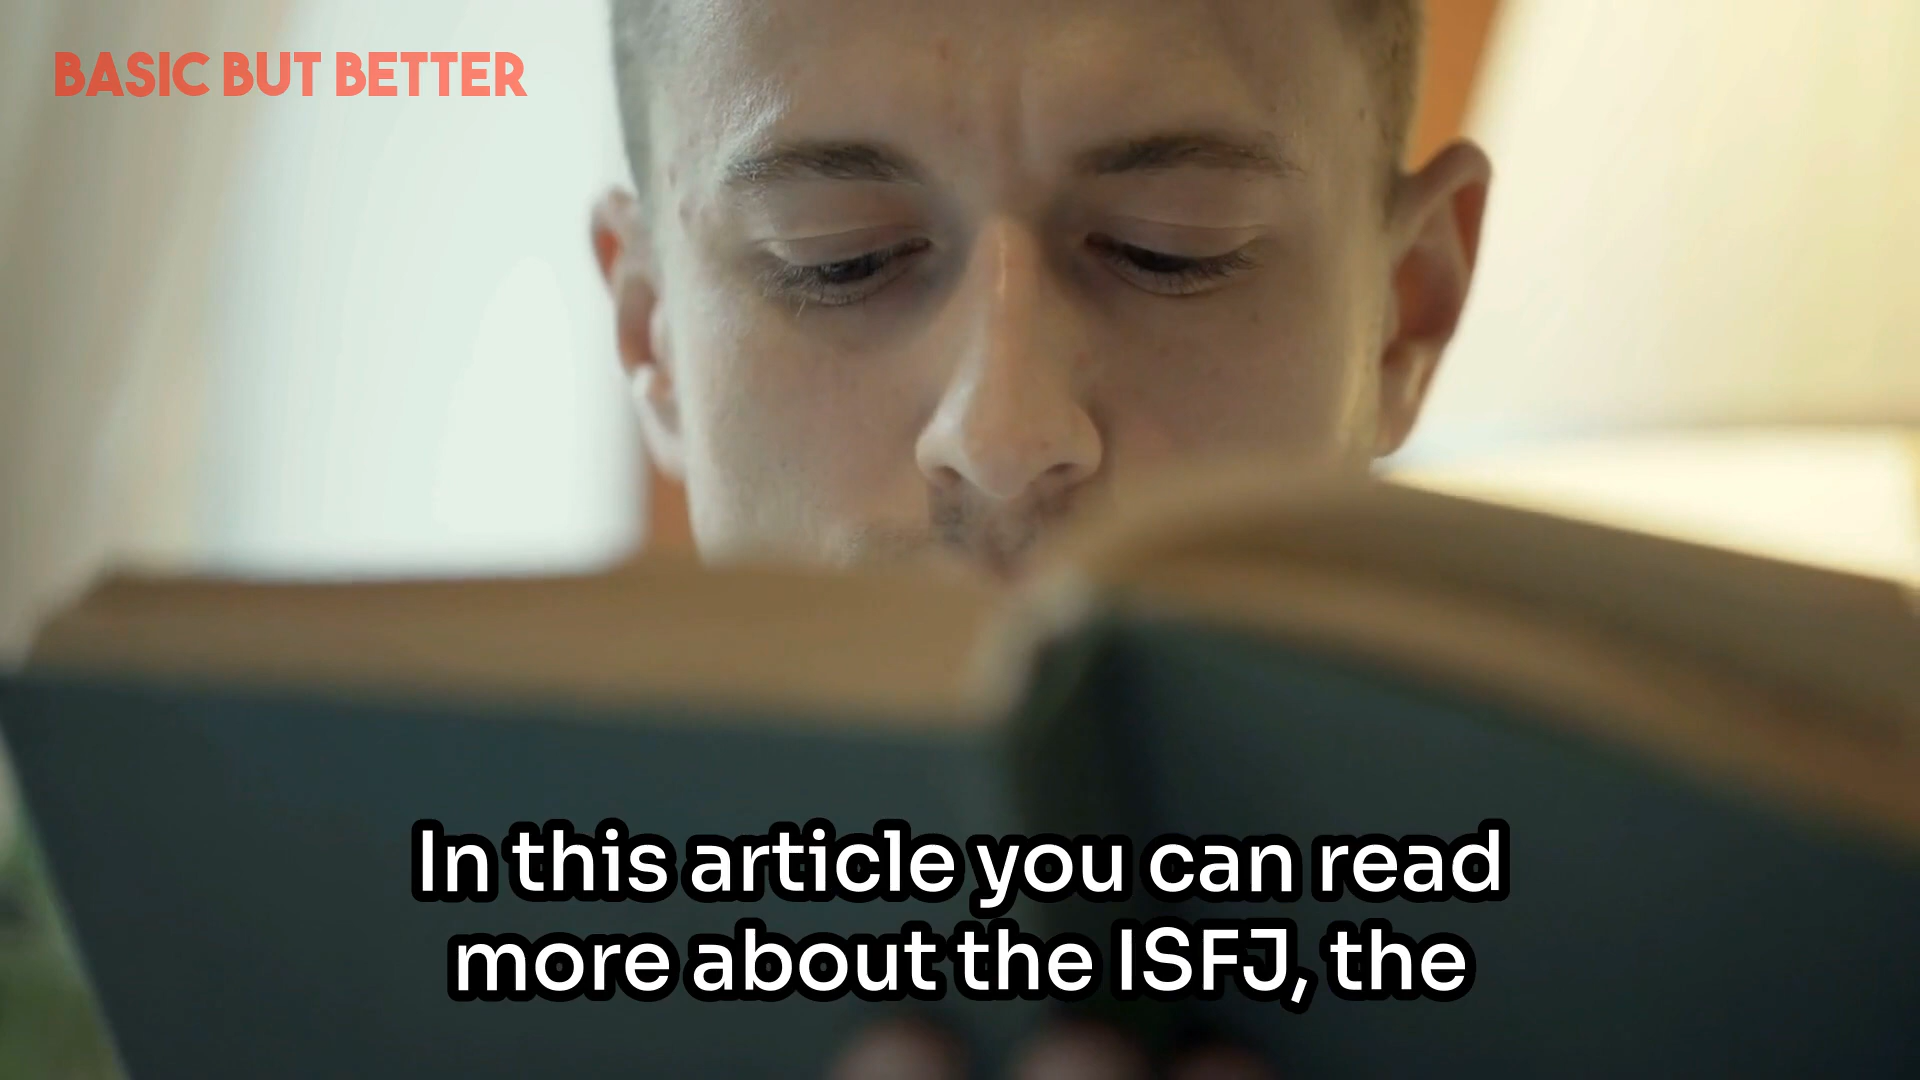 BASIC BUT BETTER
In this article you can read
more about the ISFJ, the